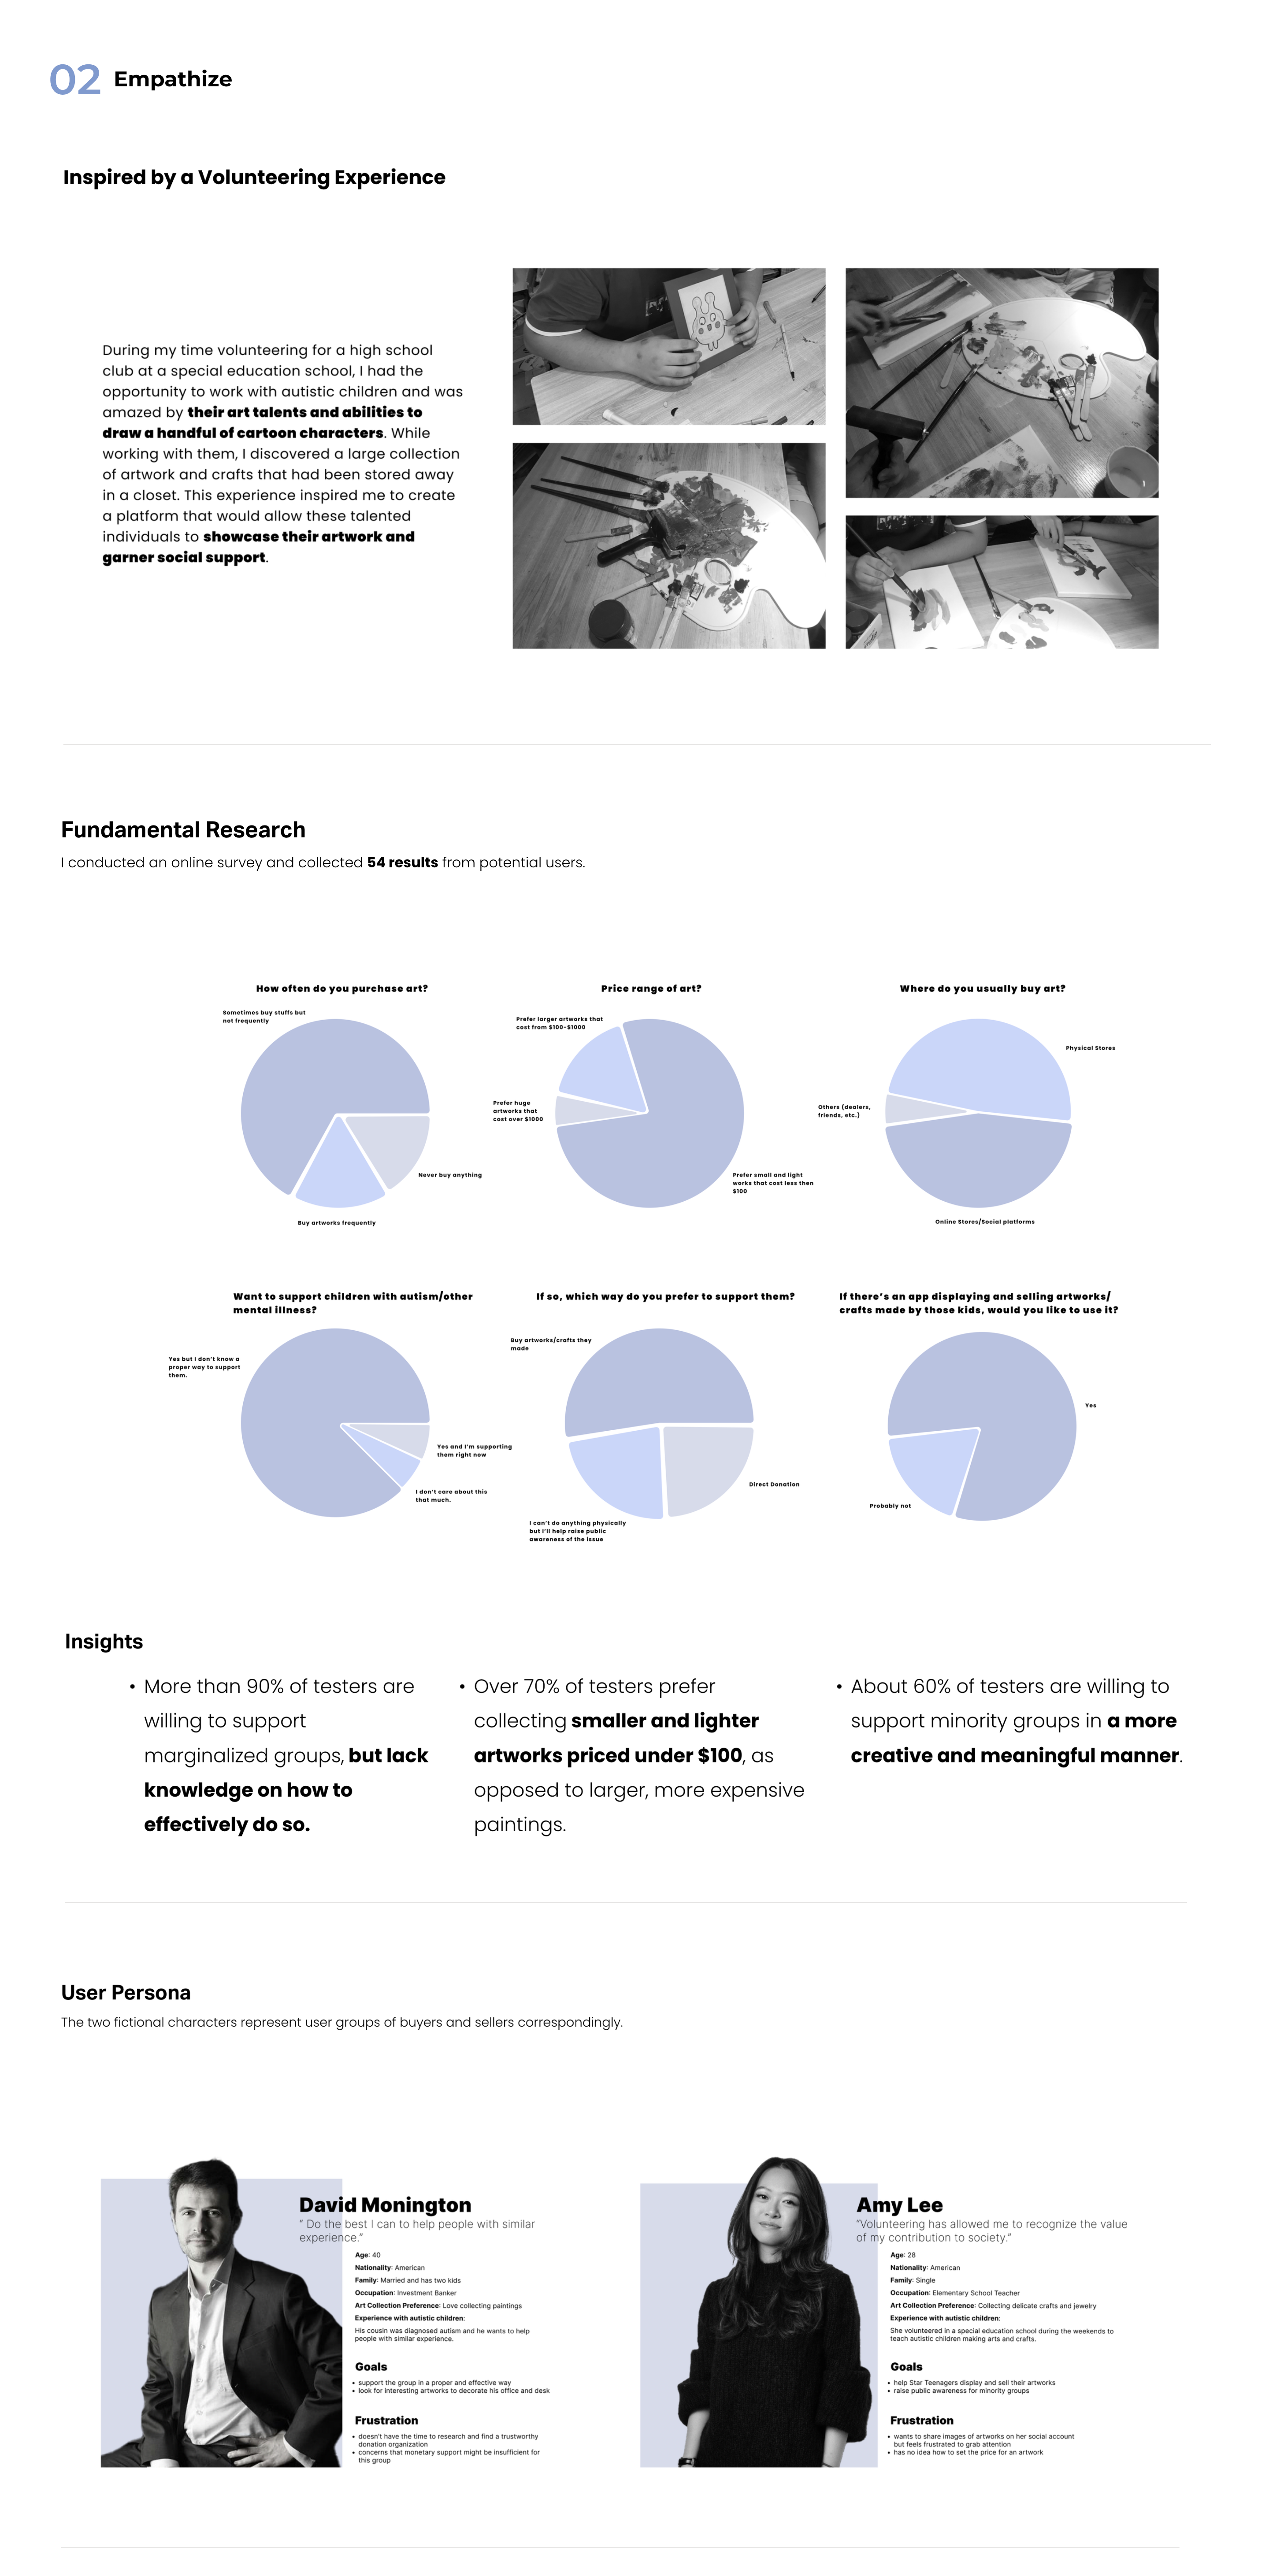 02 Empathize
Inspired by a Volunteering Experience
During my time volunteering for a high school
club at a special education school, I had the
opportunity to work with autistic children and was
amazed by their art talents and abilities to
draw a handful of cartoon characters. While
working with them, I discovered a large collection
of artwork and crafts that had been stored away
in a closet. This experience inspired me to create
a platform that would allow these talented
individuals to showcase their artwork and
garner social support.
Fundamental Research
I conducted an online survey and collected 54 results from potential users.
How often do you purchase art?
Sometimes buy stuffs but
not frequently
Never buy anything
Buy artworks frequently
Price range of art?
Prefer larger artworks that
cost from $100-$1000
Prefer huge
artworks that
cost over $1000
Prefer small and light
works that cost less then
$100
Where do you usually buy art?
Physical Stores
Others (dealers,
friends, etc.)
Online Stores/Social platforms
Want to support children with autism/other
mental illness?
Yes but I don't know a
proper way to support
them.
Yes and I'm supporting
them right now
I don't care about this
that much.
If so, which way do you prefer to support them?
Buy artworks/crafts they
made
Direct Donation
I can't do anything physically
but I'll help raise public
awareness of the issue
If there's an app displaying and selling artworks/
crafts made by those kids, would you like to use it?
Yes
Probably not
Insights
• More than 90% of testers are
willing to support
marginalized groups, but lack
knowledge on how to
effectively do so.
• Over 70% of testers prefer
collecting smaller and lighter
artworks priced under $100, as
opposed to larger, more expensive
paintings.
• About 60% of testers are willing to
support minority groups in a more
creative and meaningful manner.
User Persona
The two fictional characters represent user groups of buyers and sellers correspondingly.
David Monington
" Do the best I can to help people with similar
experience."
Age: 40
Nationality: American
Family: Married and has two kids
Occupation: Investment Banker
Art Collection Preference: Love collecting paintings
Experience with autistic children:
His cousin was diagnosed autism and he wants to help
people with similar experience.
Goals
• support the group in a proper and effective way
• look for interesting artworks to decorate his office and desk
Frustration
• doesn't have the time to research and find a trustworthy
donation organization
• concerns that monetary support might be insufficient for
this group
Amy Lee
"Volunteering has allowed me to recognize the value
of my contribution to society."
Age: 28
Nationality: American
Family: Single
Occupation: Elementary School Teacher
Art Collection Preference: Collecting delicate crafts and jewelry
Experience with autistic children:
She volunteered in a special education school during the weekends to
teach autistic children making arts and crafts.
Goals
• help Star Teenagers display and sell their artworks
• raise public awareness for minority groups
Frustration
• wants to share images of artworks on her social account
but feels frustrated to grab attention
• has no idea how to set the price for an artwork